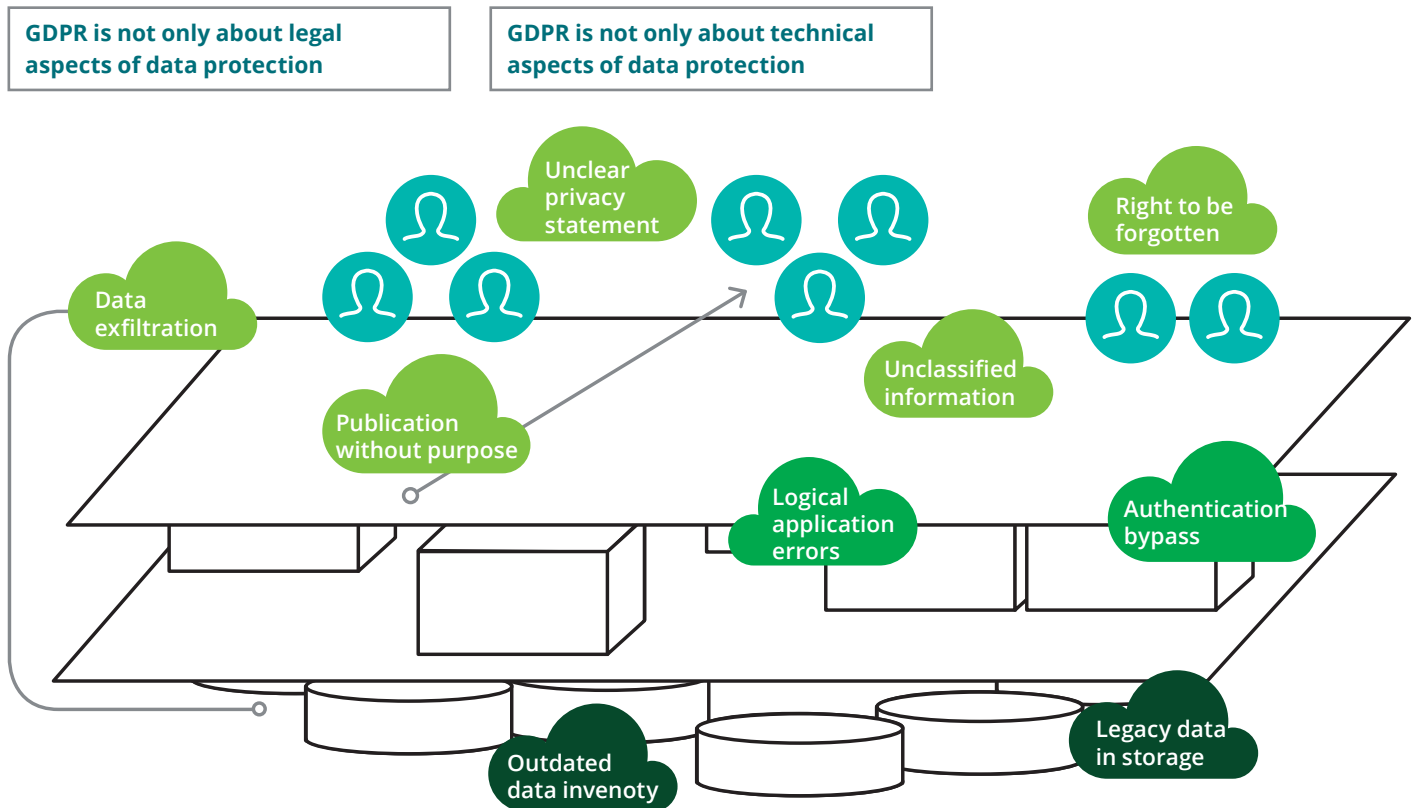 GDPR is not only about legal
aspects of data protection
GDPR is not only about technical
aspects of data protection
Unclear
privacy
statement
Right to be
forgotten
Data
exfiltration
Unclassified
information
Publication
without purpose
Logical
application
errors
Authentication
bypass
Legacy data
in storage
Outdated
data invenoty